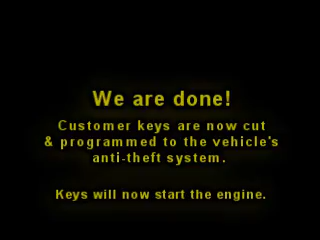 We are done!
Customer keys are now cut
& programmed to the vehicle's
anti-theft system.
Keys will now start the engine.